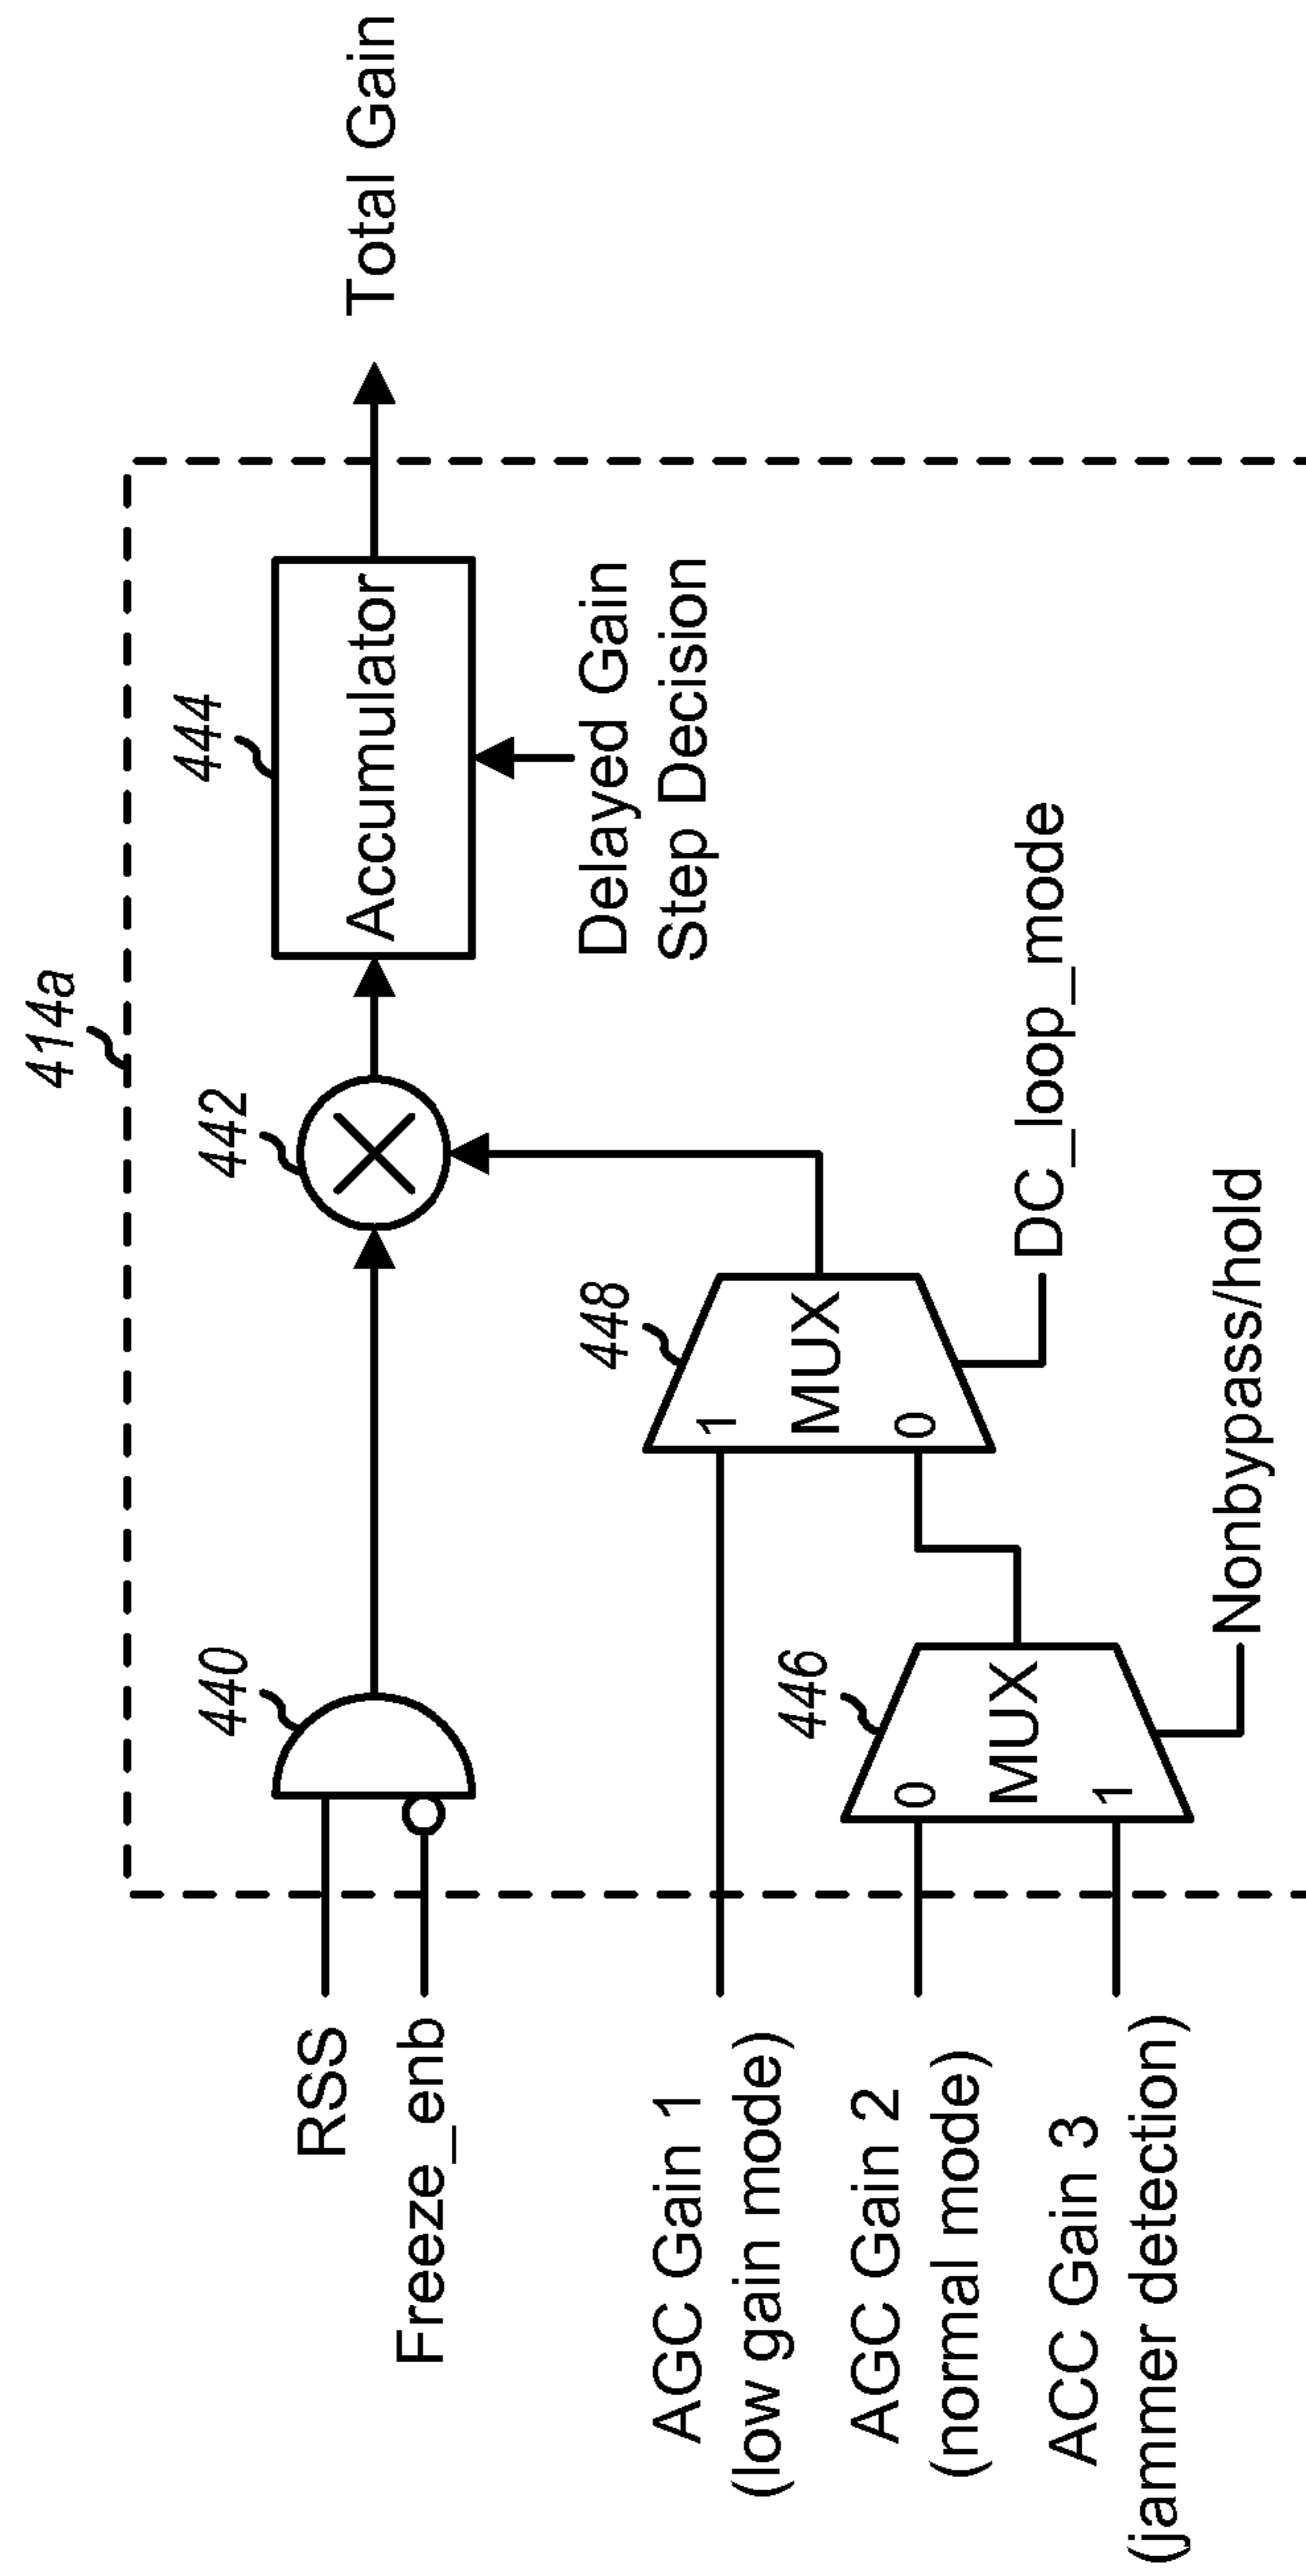 414a
440
442
444
RSS
Freeze_enb
Accumulator
Total Gain
Delayed Gain
Step Decision
448
AGC Gain 1
(low gain mode)
1
MUX
0
DC_loop_mode
446
AGC Gain 2
(normal mode)
0
MUX
1
ACC Gain 3
(jammer detection)
Nonbypass/hold